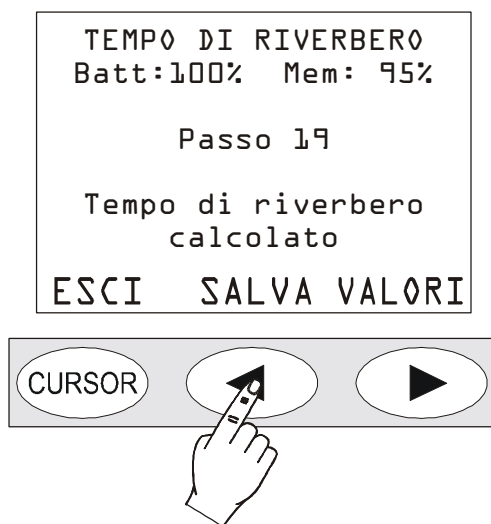 TEMPO DI RIVERBERO
Batt:100% Mem: 95%
Passo 19
Tempo di riverbero
calcolato
ESCI SALVA VALORI
CURSOR